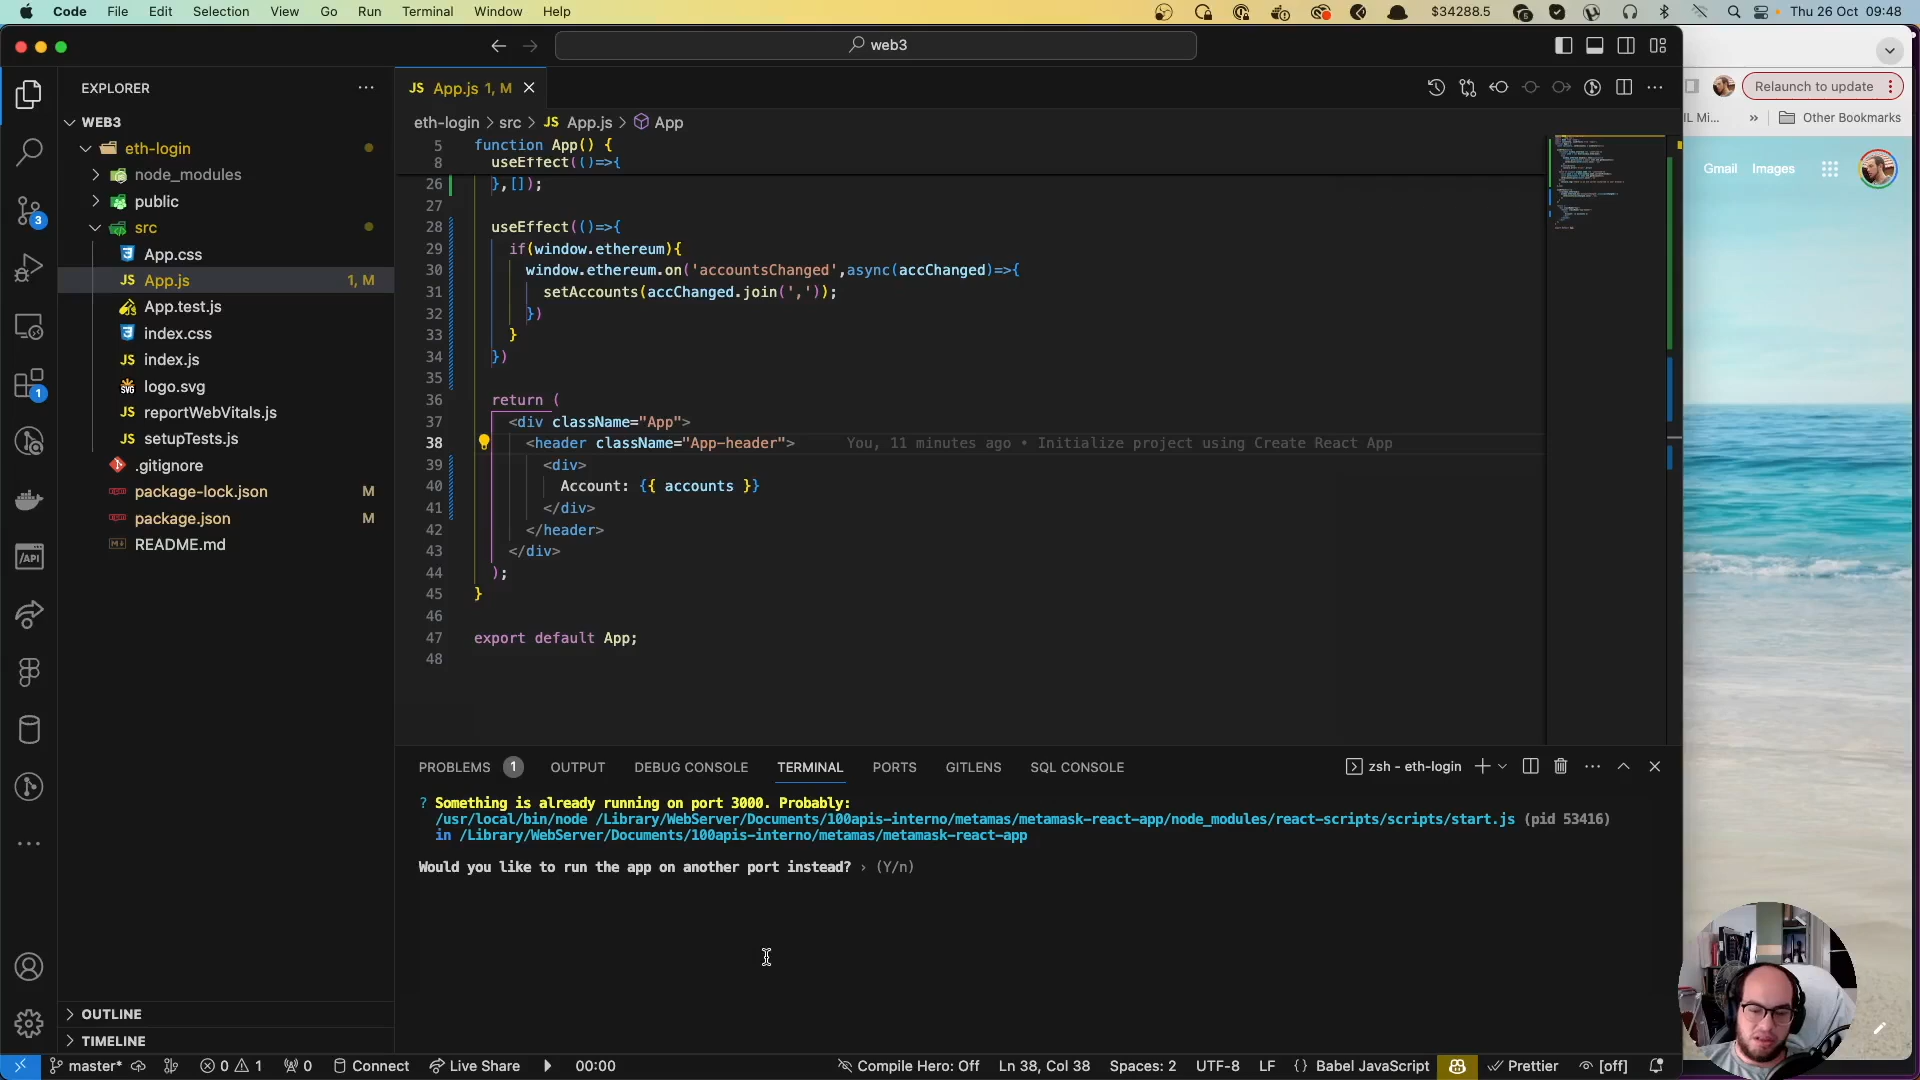 Code File Edit Selection View Go Run Terminal Window Help
$34288.5
Thu 26 Oct 09:48
web3
EXPLORER
JS App.js 1, M
Relaunch to update
WEB3
eth-login > src > JS App.js > App
IL Mi...
Other Bookmarks
eth-login
5 function App() {
8 useEffect(()=>{
node_modules
Gmail Images
26 },[]);
public
27
src
28 useEffect(()=>{
App.css
29 if(window.ethereum){
JS App.js 1, M
30 window.ethereum.on('accountsChanged',async(accChanged)=>{
App.test.js
31 setAccounts(accChanged.join(','));
32 })
index.css
33 }
JS index.js
34 })
logo.svg
35
JS reportWebVitals.js
36 return (
JS setupTests.js
37 <div className="App">
.gitignore
38 <header className="App-header"> You, 11 minutes ago • Initialize project using Create React App
39 <div>
package-lock.json M
40 Account: {{ accounts }}
package.json M
41 </div>
README.md
42 </header>
43 </div>
44 );
45 }
46
47 export default App;
48
PROBLEMS 1 OUTPUT DEBUG CONSOLE TERMINAL PORTS GITLENS SQL CONSOLE
zsh - eth-login
? Something is already running on port 3000. Probably:
/usr/local/bin/node /Library/WebServer/Documents/100apis-interno/metamas/metamask-react-app/node_modules/react-scripts/scripts/start.js (pid 53416)
in /Library/WebServer/Documents/100apis-interno/metamas/metamask-react-app
Would you like to run the app on another port instead? › (Y/n)
3
1
/API
OUTLINE
TIMELINE
master* 0 1 0 Connect Live Share 00:00
Compile Hero: Off Ln 38, Col 38 Spaces: 2 UTF-8 LF {} Babel JavaScript Prettier [off]